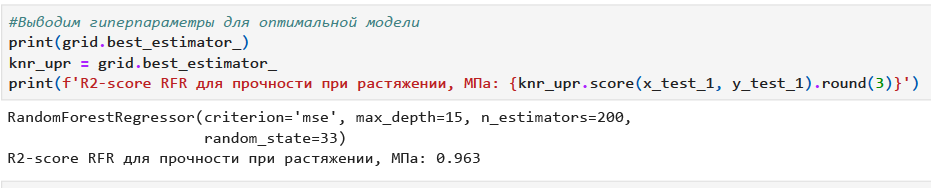 #Выводим гиперпараметры для оптимальной модели
print(grid.best_estimator_)
knr_upr = grid.best_estimator_
print(f'R2-score RFR для прочности при растяжении, МПа: {knr_upr.score(x_test_1, y_test_1).round(3)}')
RandomForestRegressor(criterion='mse', max_depth=15, n_estimators=200,
                      random_state=33)
R2-score RFR для прочности при растяжении, МПа: 0.963